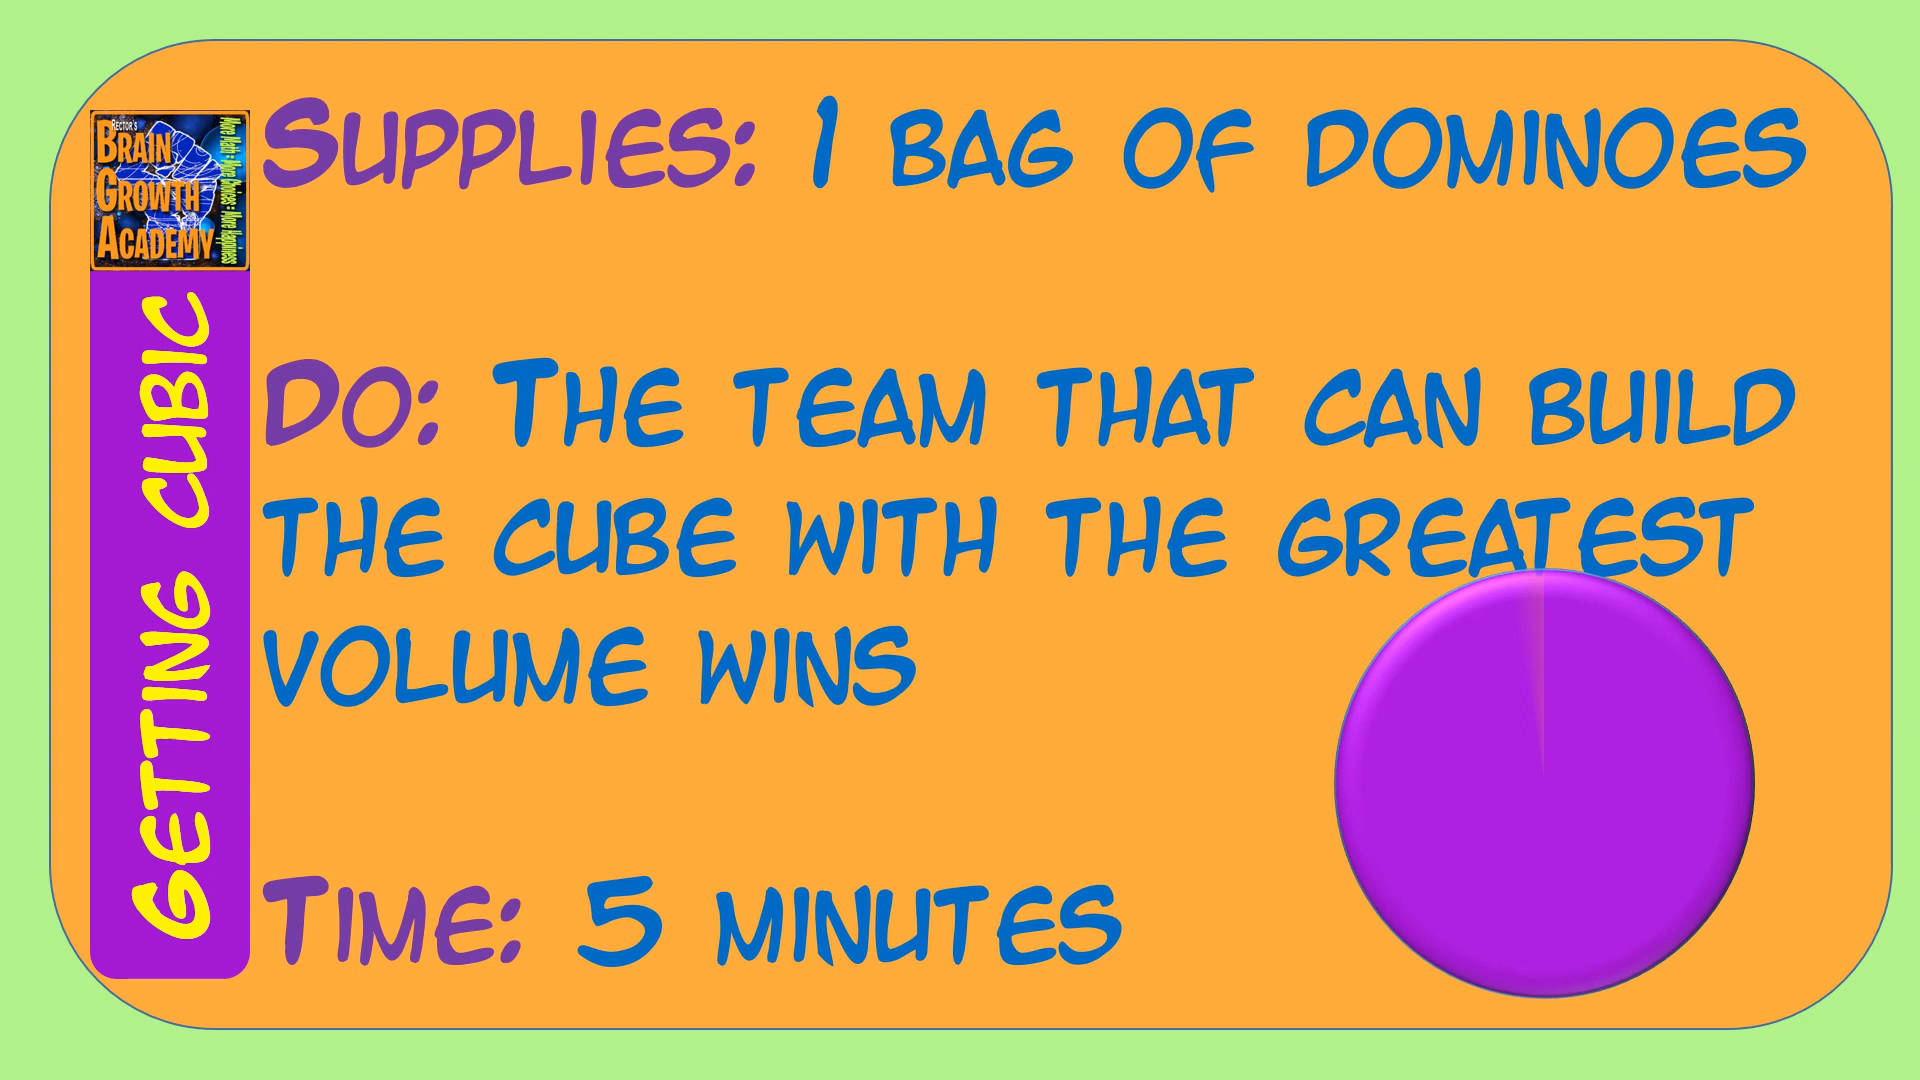 Rector's
Brain
Growth
Academy
More Math = More Choices = More Happiness
Getting cubic
Supplies: 1 bag of dominoes
Do: The team that can build
the cube with the greatest
volume wins
Time: 5 minutes